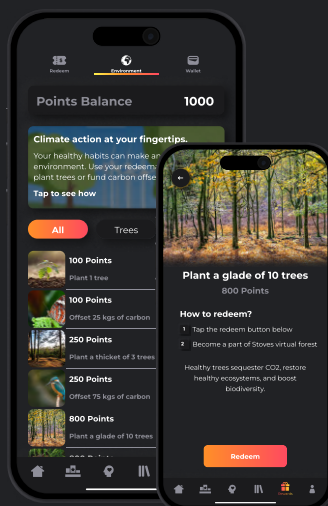 Redeem
Environment
Wallet
Points Balance
1000
Climate action at your fingertips.
Your healthy habits can make an
environment. Use your redeem
plant trees or fund carbon offse
Tap to see how
All
Trees
100 Points
Plant 1 tree
100 Points
Offset 25 kgs of carbon
250 Points
Plant a thicket of 3 trees
250 Points
Offset 75 kgs of carbon
800 Points
Plant a glade of 10 trees
Plant a glade of 10 trees
800 Points
How to redeem?
1 Tap the redeem button below
2 Become a part of Stoves virtual forest
Healthy trees sequester CO2, restore
healthy ecosystems, and boost
biodiversity.
Redeem
Rewards